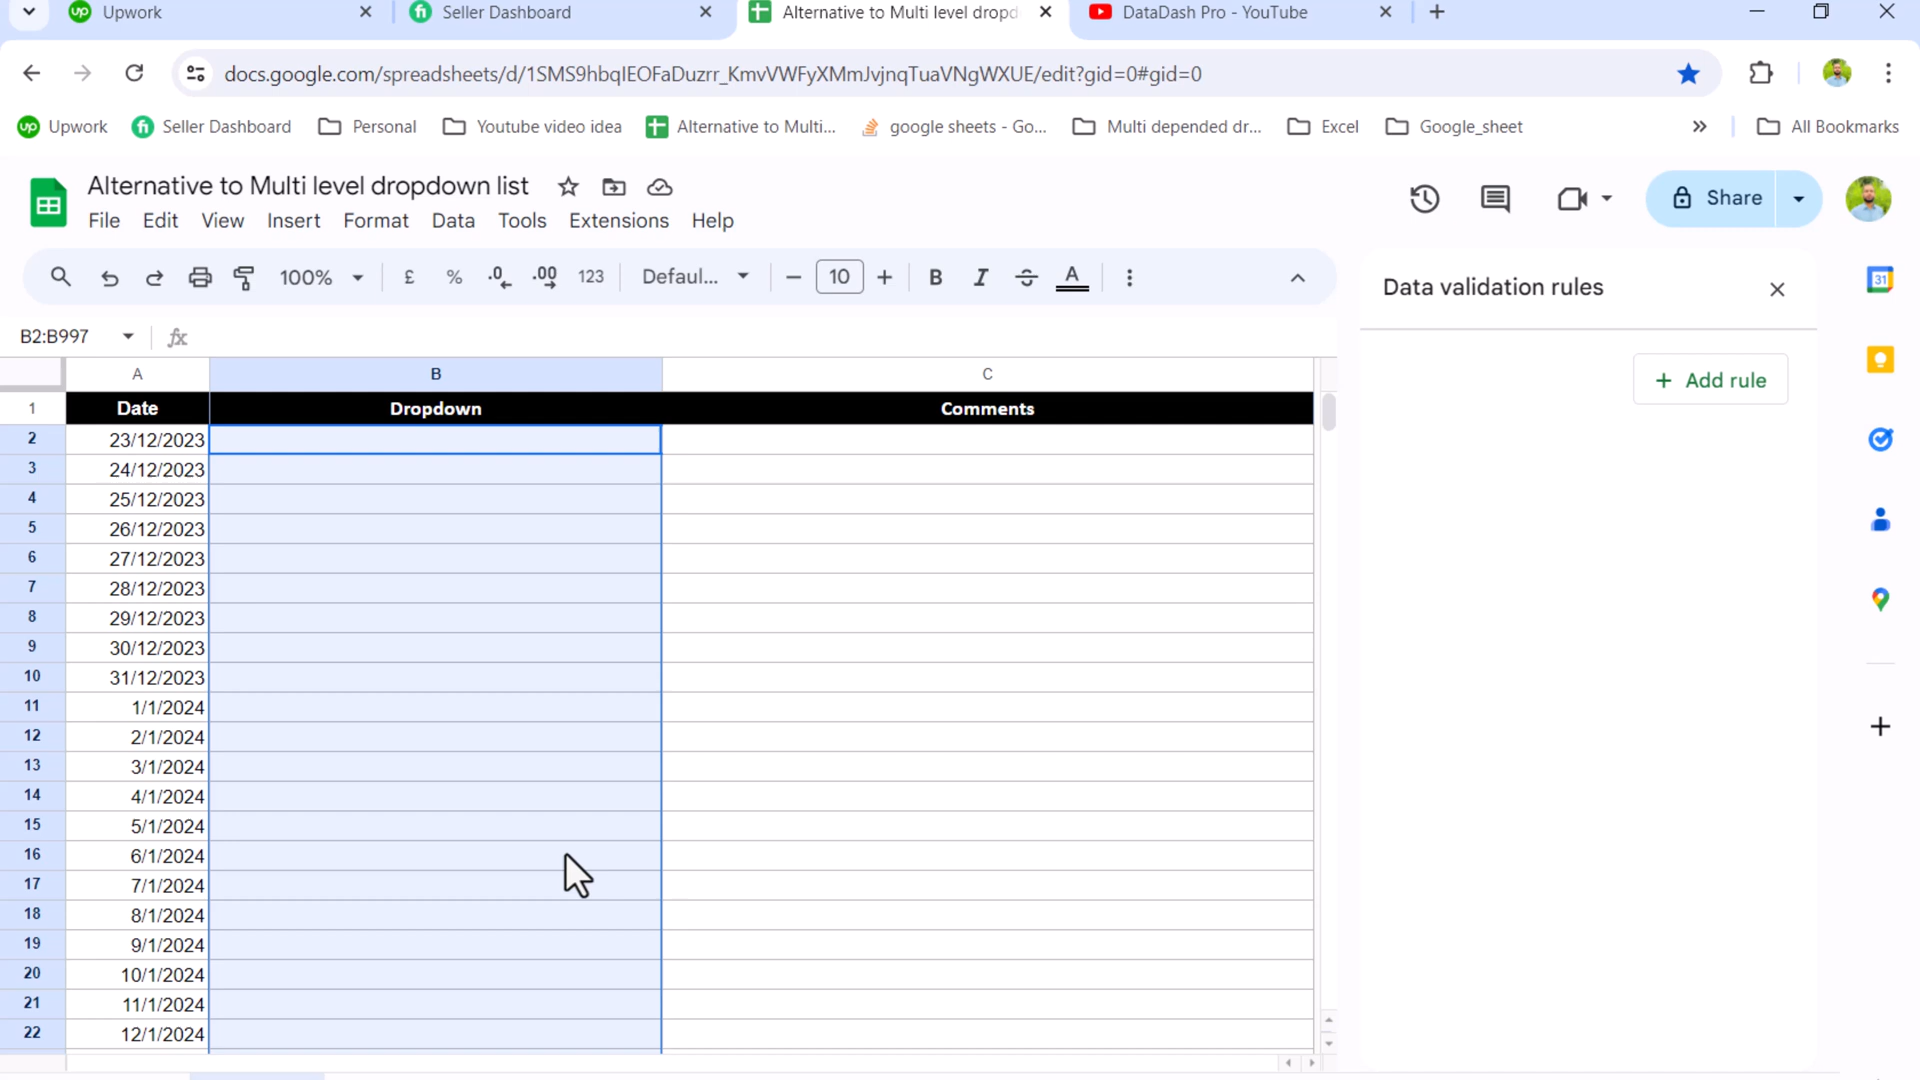 Upwork
Seller Dashboard
Alternative to Multi level dropd
DataDash Pro - YouTube
docs.google.com/spreadsheets/d/1SMS9hbqIEOFaDuzrr_KmvVWFyXMmJvjnqTuaVNgWXUE/edit?gid=0#gid=0
Upwork
Seller Dashboard
Personal
Youtube video idea
Alternative to Multi...
google sheets - Go...
Multi depended dr...
Excel
Google_sheet
All Bookmarks
Alternative to Multi level dropdown list
Share
File Edit View Insert Format Data Tools Extensions Help
100% £ % .0 .00 123 Defaul... 10 B I S A
Data validation rules
B2:B997 fx
Add rule
A B C
1 Date Dropdown Comments
2 23/12/2023
3 24/12/2023
4 25/12/2023
5 26/12/2023
6 27/12/2023
7 28/12/2023
8 29/12/2023
9 30/12/2023
10 31/12/2023
11 1/1/2024
12 2/1/2024
13 3/1/2024
14 4/1/2024
15 5/1/2024
16 6/1/2024
17 7/1/2024
18 8/1/2024
19 9/1/2024
20 10/1/2024
21 11/1/2024
22 12/1/2024